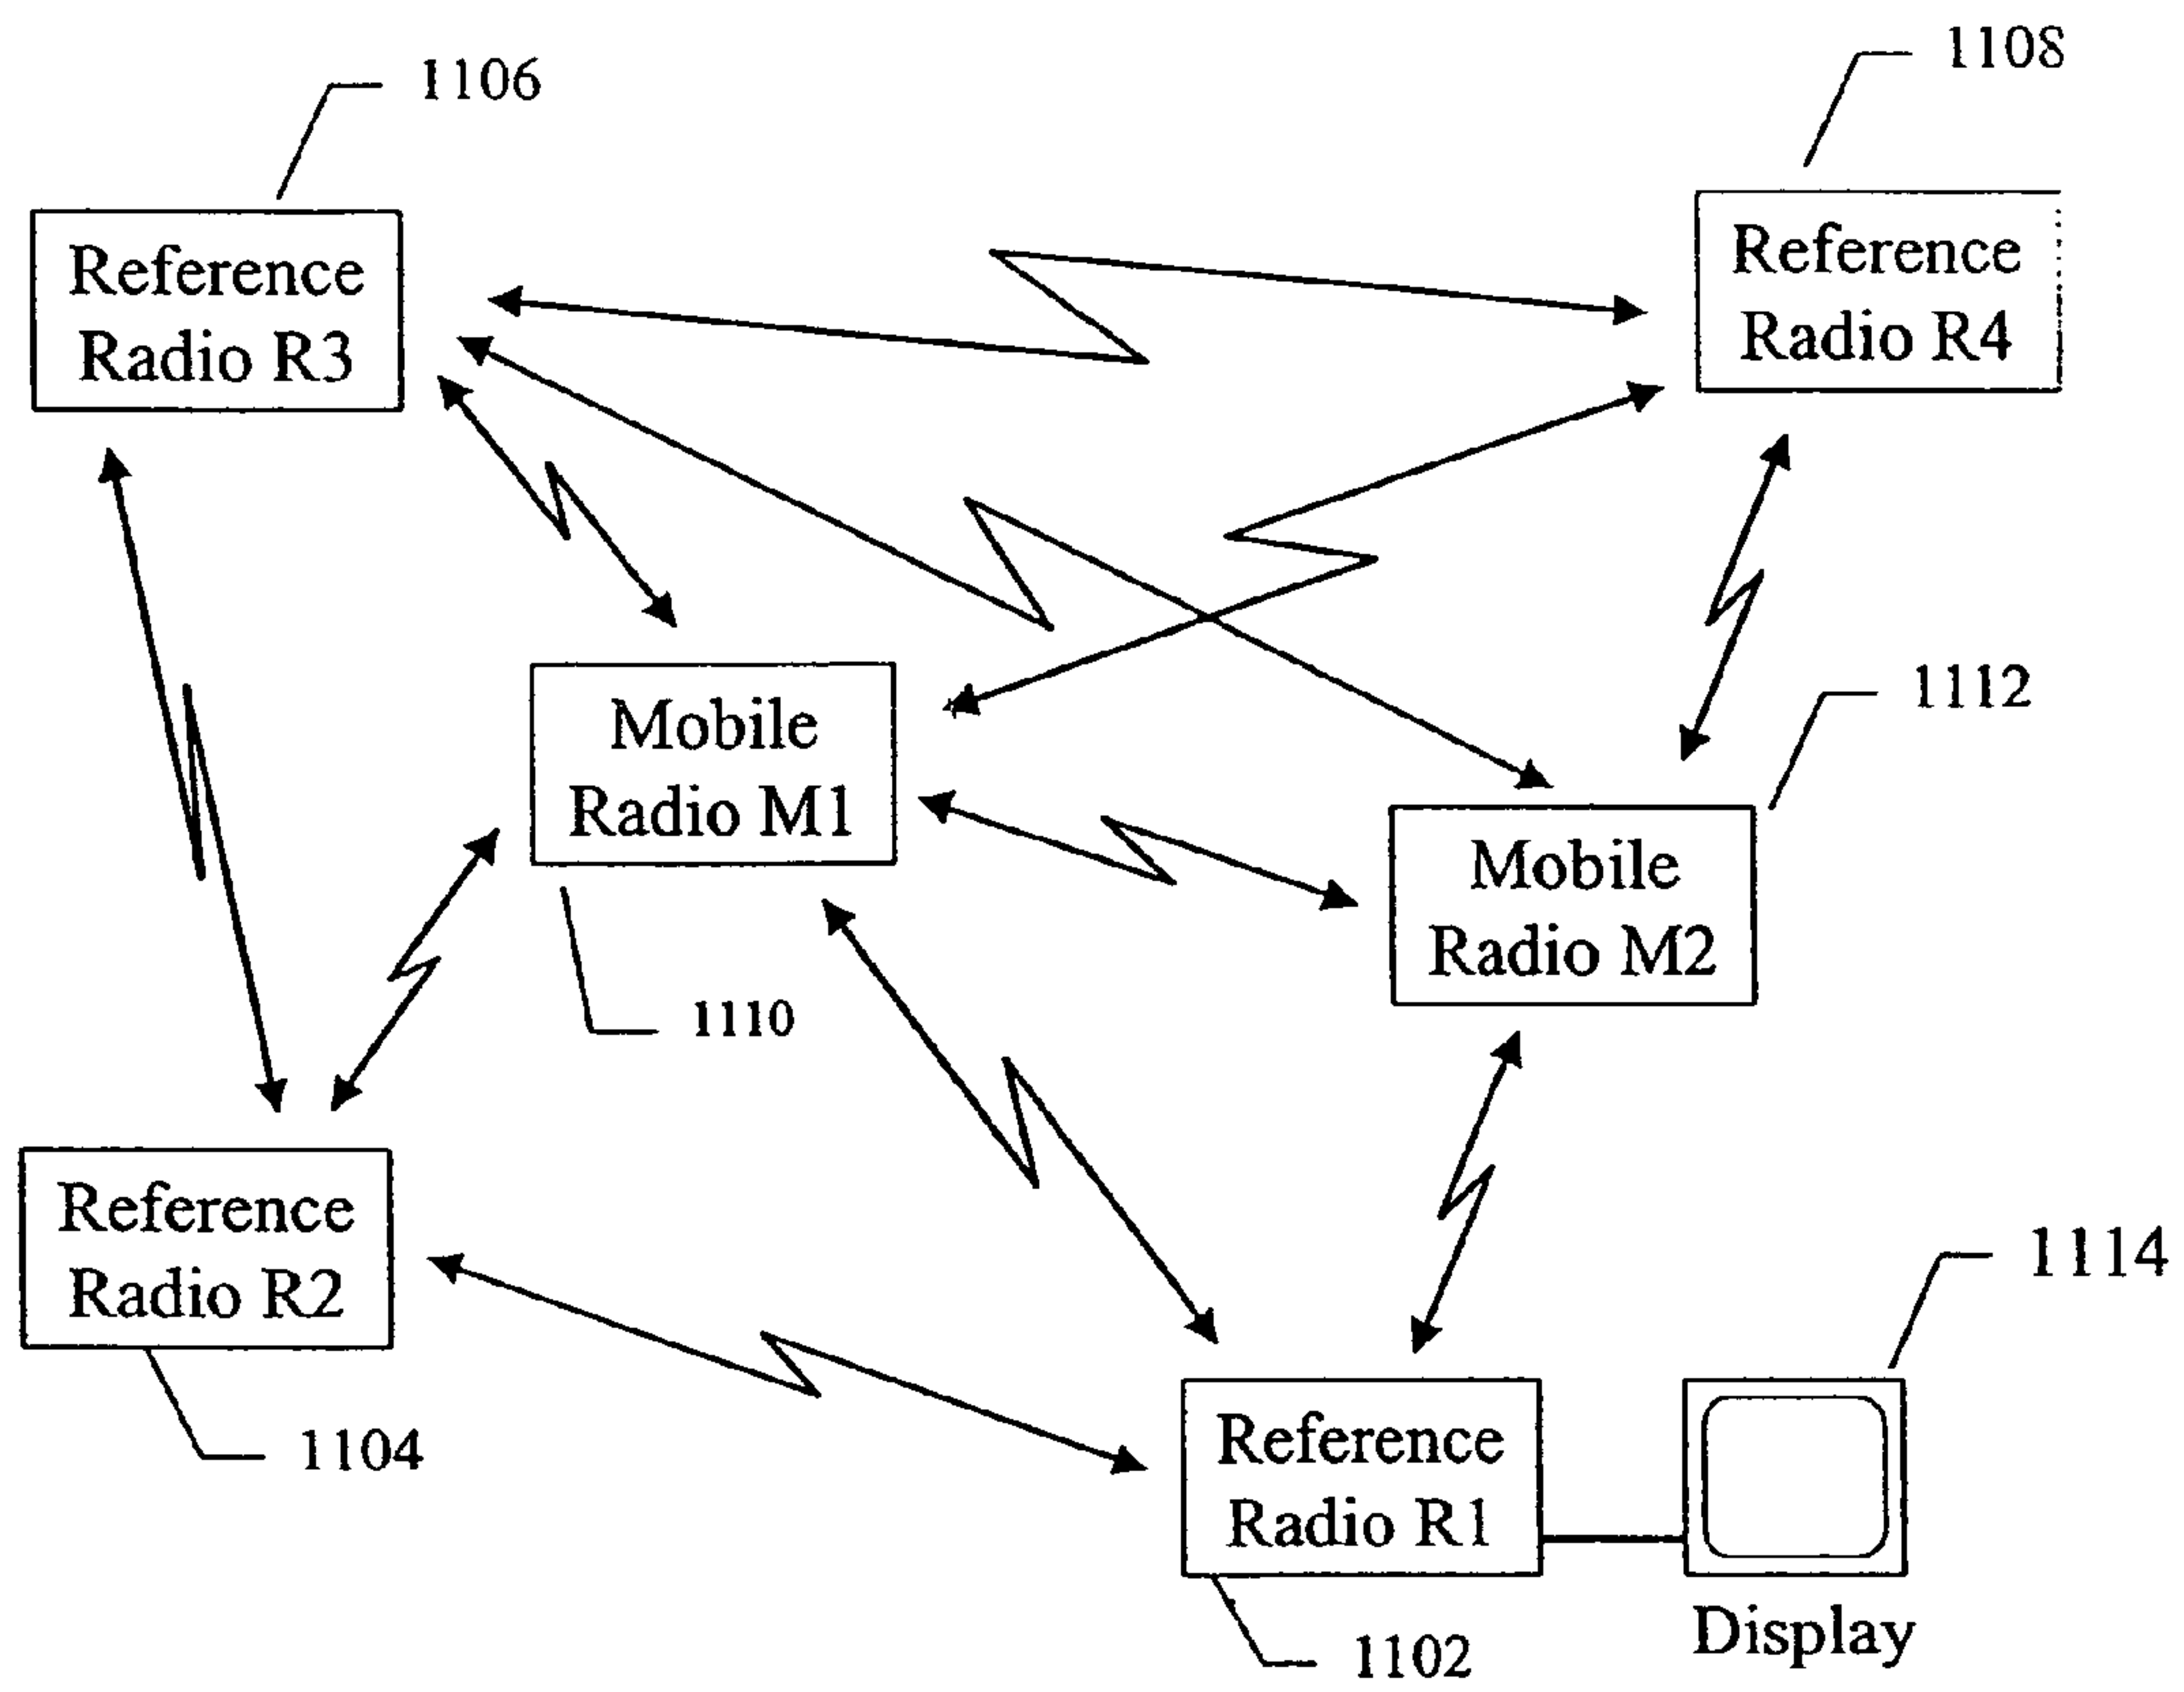 1106
1108
Reference
Radio R3
Reference
Radio R4
1112
Mobile
Radio M1
Mobile
Radio M2
1110
Reference
Radio R2
1114
1104
Reference
Radio R1
Display
1102